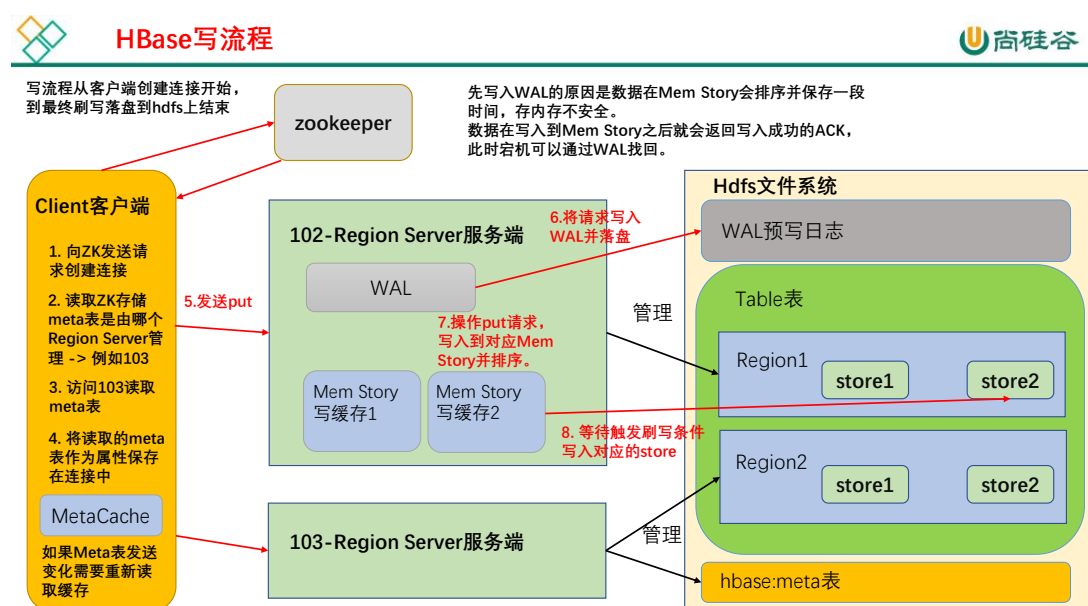 HBase写流程
尚硅谷
写流程从客户端创建连接开始，
到最终刷写落盘到hdfs上结束
zookeeper
先写入WAL的原因是数据在Mem Story会排序并保存一段
时间，存内存不安全。
数据在写入到Mem Story之后就会返回写入成功的ACK，
此时宕机可以通过WAL找回。
Client客户端
1. 向ZK发送请
求创建连接
2. 读取ZK存储
meta表是由哪个
Region Server管
理 -> 例如103
3. 访问103读取
meta表
4. 将读取的meta
表作为属性保存
在连接中
MetaCache
如果Meta表发送
变化需要重新读
取缓存
5.发送put
102-Region Server服务端
WAL
6.将请求写入
WAL并落盘
7.操作put请求，
写入到对应Mem
Story并排序。
Mem Story
写缓存1
Mem Story
写缓存2
8. 等待触发刷写条件
写入对应的store
103-Region Server服务端
管理
管理
Hdfs文件系统
WAL预写日志
Table表
Region1
store1
store2
Region2
store1
store2
hbase:meta表